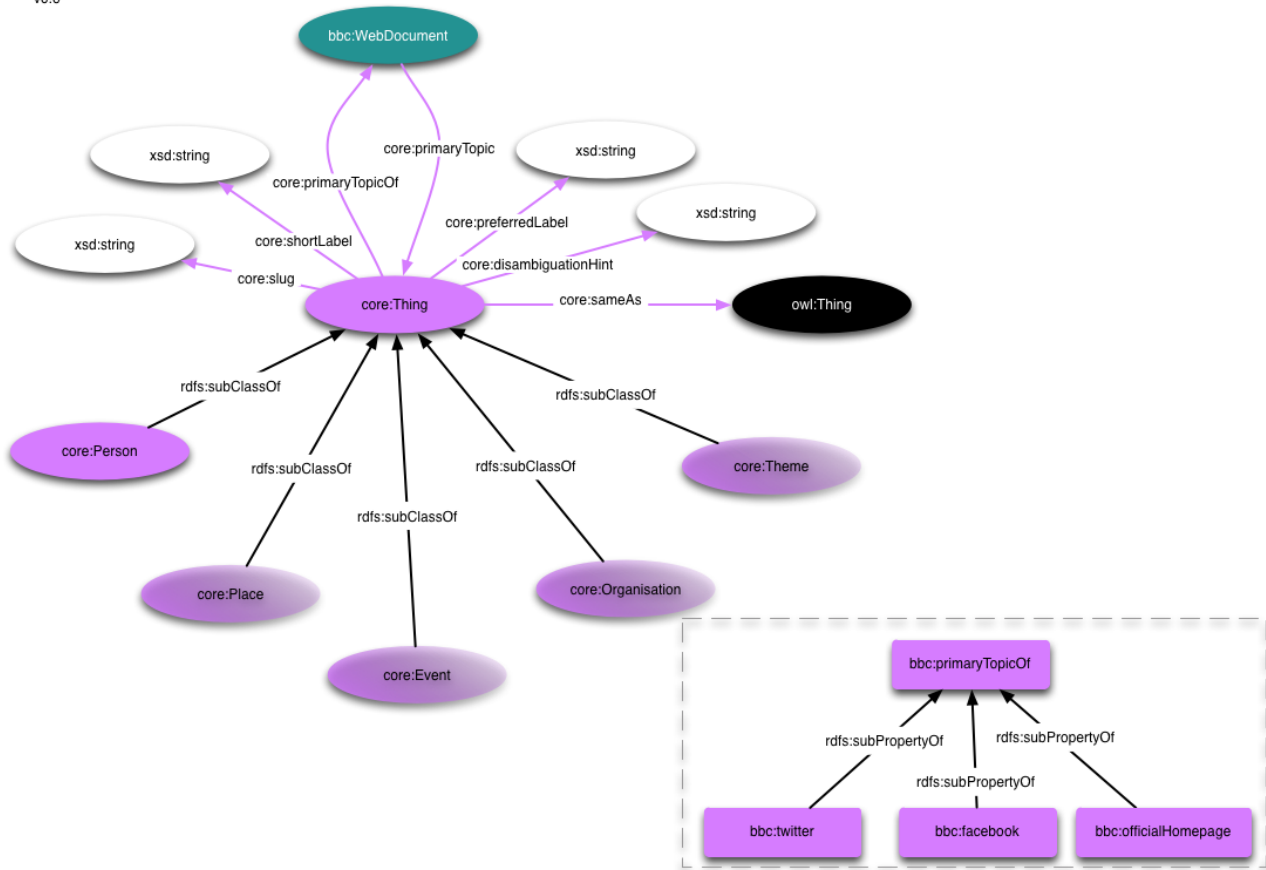 bbc:WebDocument
core:primaryTopic
xsd:string
xsd:string
core:primaryTopicOf
xsd:string
core:preferredLabel
xsd:string
core:shortLabel
core:disambiguationHint
core:slug
core:Thing
core:sameAs
owl:Thing
rdfs:subClassOf
rdfs:subClassOf
core:Person
rdfs:subClassOf
rdfs:subClassOf
core:Theme
rdfs:subClassOf
core:Place
core:Organisation
core:Event
bbc:primaryTopicOf
rdfs:subPropertyOf
rdfs:subPropertyOf
rdfs:subPropertyOf
bbc:twitter
bbc:facebook
bbc:officialHomepage